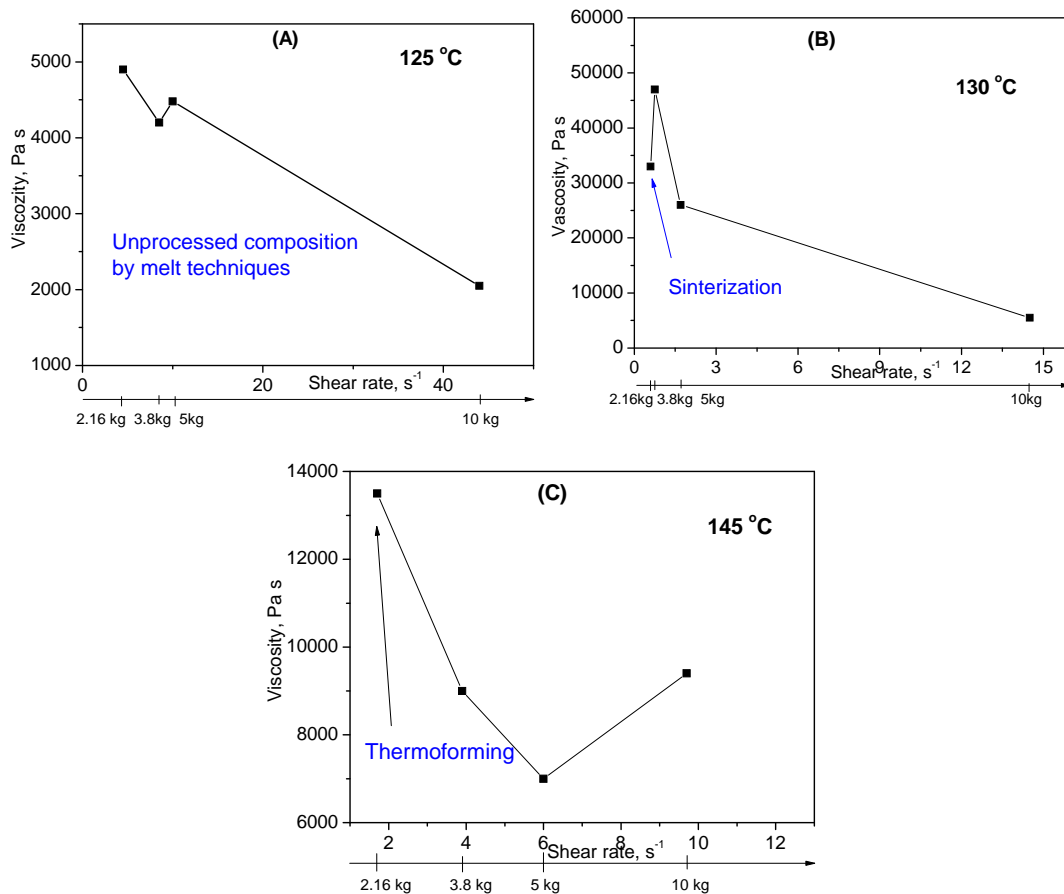 (A)
125 °C
Viscozity, Pa s
5000
4000
3000
2000
1000
Unprocessed composition
by melt techniques
0 20 40
Shear rate, s⁻¹
2.16 kg 3.8kg 5kg 10 kg
(B)
130 °C
Vascosity, Pa s
60000
50000
40000
30000
20000
10000
0
Sinterization
0 3 6 9 12 15
Shear rate, s⁻¹
2.16kg 3.8kg 5kg 10kg
(C)
145 °C
Viscosity, Pa s
14000
12000
10000
8000
6000
Thermoforming
2 4 6 8 10 12
Shear rate, s⁻¹
2.16 kg 3.8 kg 5 kg 10 kg